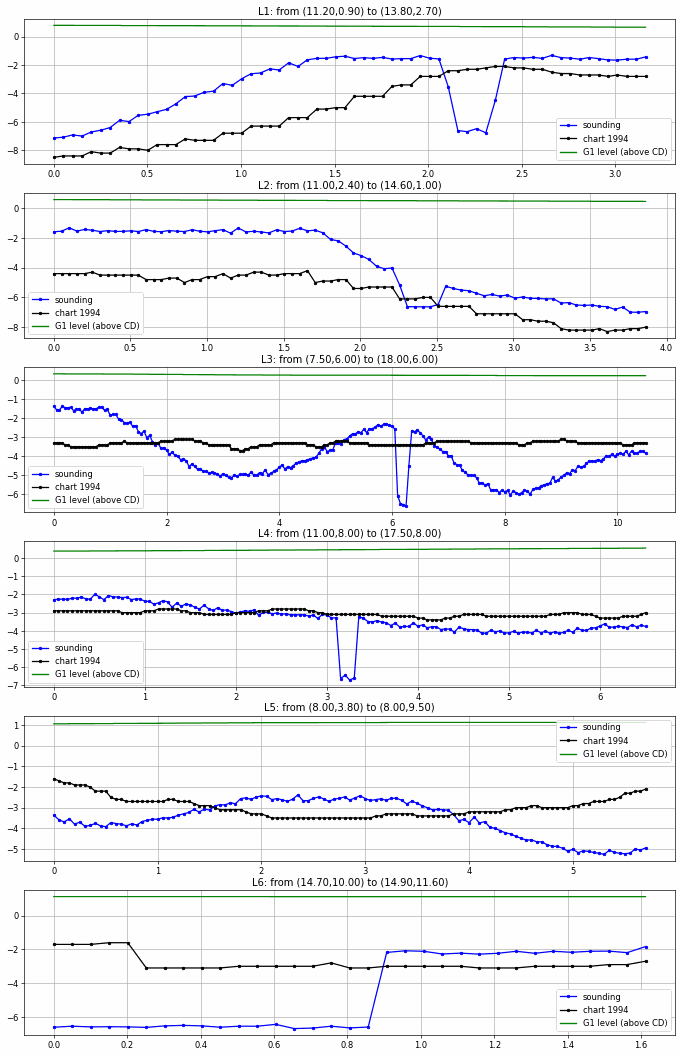 L1: from (11.20,0.90) to (13.80,2.70)
0
−2
−4
−6
−8
sounding
chart 1994
G1 level (above CD)
0.0 0.5 1.0 1.5 2.0 2.5 3.0
L2: from (11.00,2.40) to (14.60,1.00)
0
−2
−4
−6
−8
sounding
chart 1994
G1 level (above CD)
0.0 0.5 1.0 1.5 2.0 2.5 3.0 3.5 4.0
L3: from (7.50,6.00) to (18.00,6.00)
0
−1
−2
−3
−4
−5
−6
sounding
chart 1994
G1 level (above CD)
0 2 4 6 8 10
L4: from (11.00,8.00) to (17.50,8.00)
0
−1
−2
−3
−4
−5
−6
−7
sounding
chart 1994
G1 level (above CD)
0 1 2 3 4 5 6
L5: from (8.00,3.80) to (8.00,9.50)
1
0
−1
−2
−3
−4
−5
sounding
chart 1994
G1 level (above CD)
0 1 2 3 4 5
L6: from (14.70,10.00) to (14.90,11.60)
0
−2
−4
−6
sounding
chart 1994
G1 level (above CD)
0.0 0.2 0.4 0.6 0.8 1.0 1.2 1.4 1.6